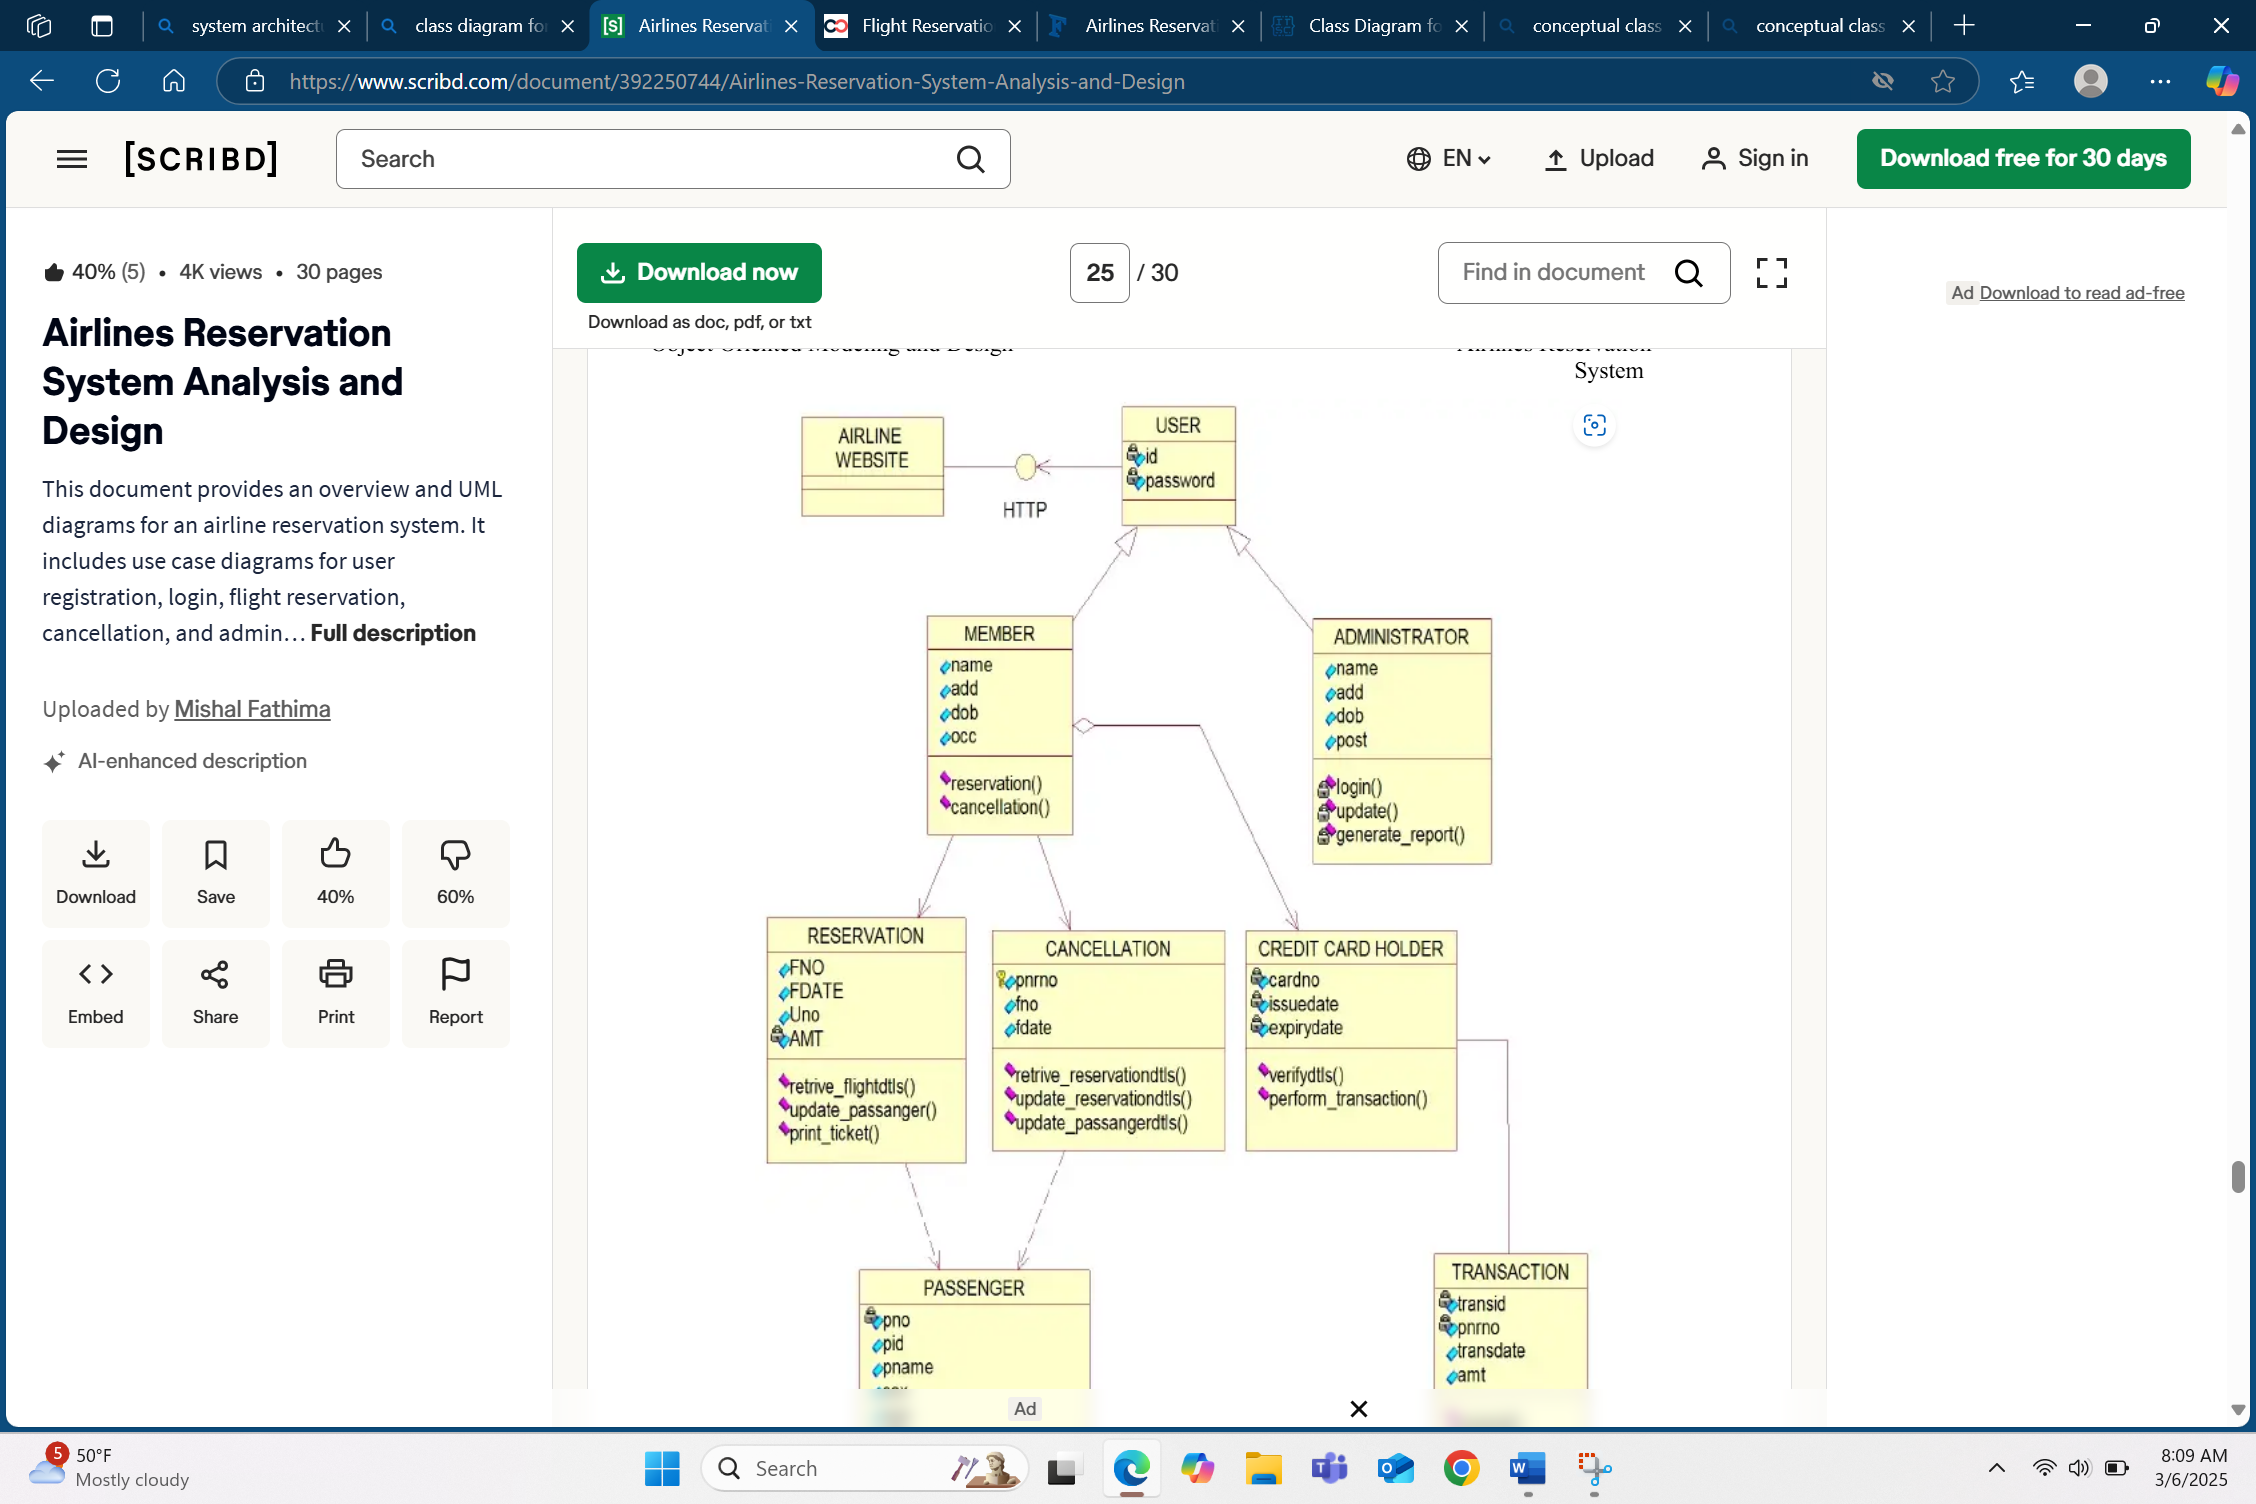 system architect
class diagram fo
Airlines Reservat
Flight Reservatio
Airlines Reservat
Class Diagram fo
conceptual class
conceptual class
https://www.scribd.com/document/392250744/Airlines-Reservation-System-Analysis-and-Design
[SCRIBD]
Search
EN
Upload
Sign in
Download free for 30 days
40% (5) • 4K views • 30 pages
Airlines Reservation
System Analysis and
Design
This document provides an overview and UML
diagrams for an airline reservation system. It
includes use case diagrams for user
registration, login, flight reservation,
cancellation, and admin… Full description
Uploaded by Mishal Fathima
AI-enhanced description
Download
Save
40%
60%
Embed
Share
Print
Report
Download now
Download as doc, pdf, or txt
25 / 30
Find in document
Ad Download to read ad-free
Object Oriented Modeling and Design
Airlines Reservation
System
AIRLINE
WEBSITE
HTTP
USER
id
password
MEMBER
name
add
dob
occ
reservation()
cancellation()
ADMINISTRATOR
name
add
dob
post
login()
update()
generate_report()
RESERVATION
FNO
FDATE
Uno
AMT
retrive_flightdtls()
update_passanger()
print_ticket()
CANCELLATION
pnrno
fno
fdate
retrive_reservationdtls()
update_reservationdtls()
update_passangerdtls()
CREDIT CARD HOLDER
cardno
issuedate
expirydate
verifydtls()
perform_transaction()
PASSENGER
pno
pid
pname
TRANSACTION
transid
pnrno
transdate
amt
Ad
5
50°F
Mostly cloudy
Search
8:09 AM
3/6/2025